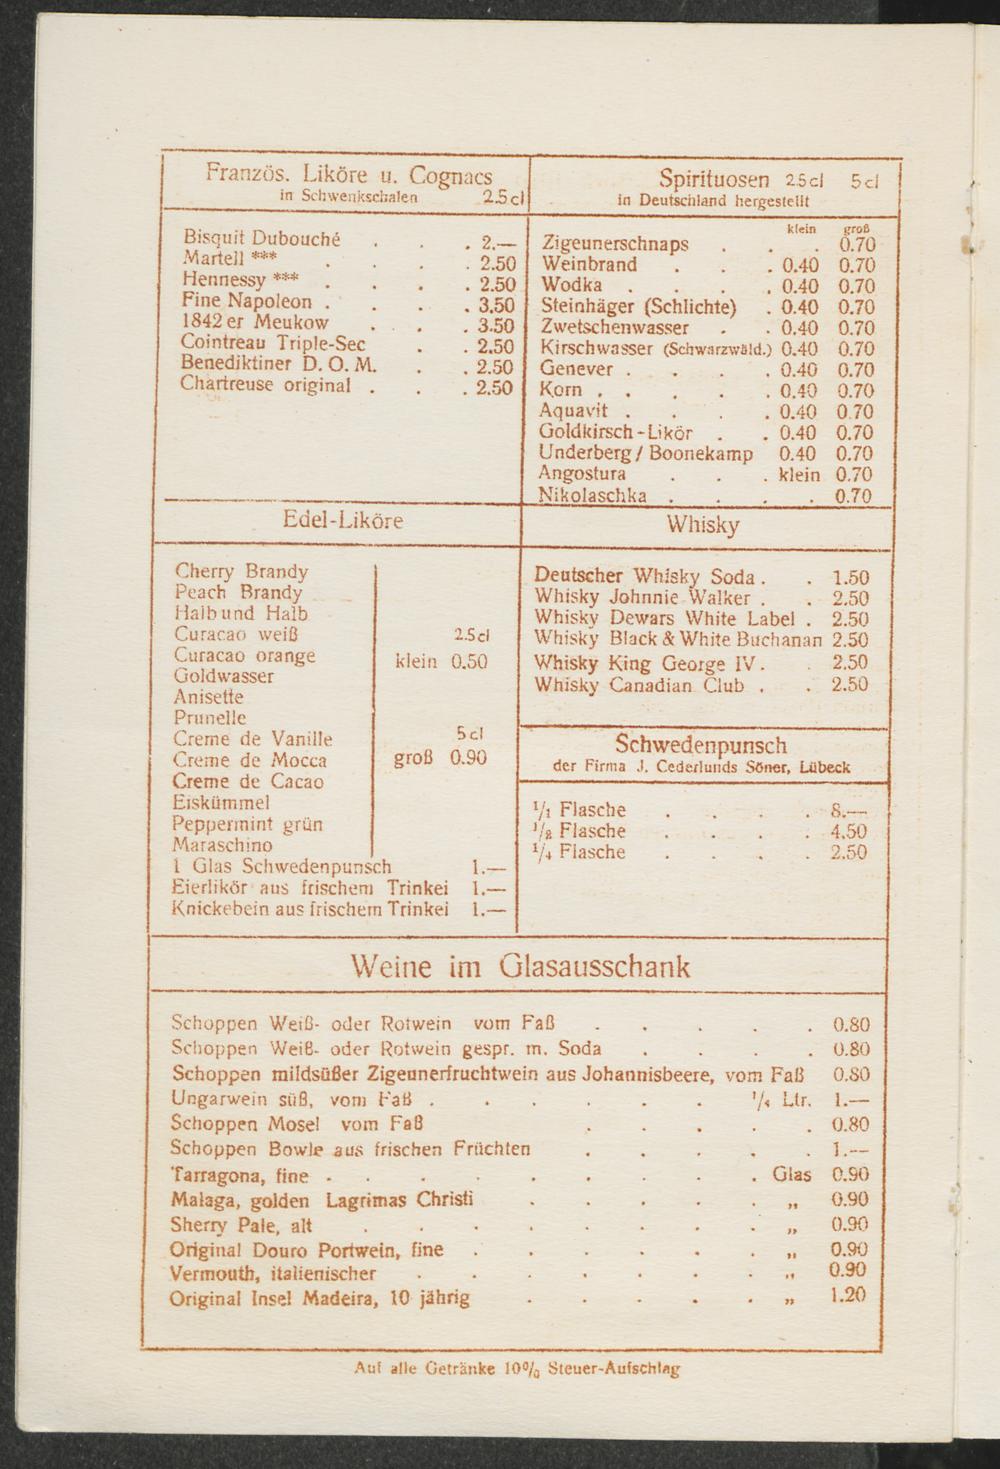 Französ. Liköre u. Cognacs
in Schwenkschalen 2.5cl
Bisquit Dubouché . . . 2.—
Martell *** . . . . 2.50
Hennessy *** . . . . 2.50
Fine Napoleon . . . . 3.50
1842er Meukow . . . 3.50
Cointreau Triple-Sec . . 2.50
Benediktiner D. O. M. . . 2.50
Chartreuse original . . . 2.50
Spirituosen 2.5cl 5cl
in Deutschland hergestellt
klein groß
Zigeunerschnaps . . . 0.70
Weinbrand . . . 0.40 0.70
Wodka . . . . 0.40 0.70
Steinhäger (Schlichte) . 0.40 0.70
Zwetschenwasser . . 0.40 0.70
Kirschwasser (Schwarzwäld.) 0.40 0.70
Genever . . . . 0.40 0.70
Korn . . . . . 0.40 0.70
Aquavit . . . . 0.40 0.70
Goldkirsch-Likör . . 0.40 0.70
Underberg / Boonekamp 0.40 0.70
Angostura . . . klein 0.70
Nikolaschka . . . . 0.70
Edel-Liköre
Cherry Brandy
Peach Brandy
Halb und Halb
Curacao weiß 2.5cl
Curacao orange klein 0.50
Goldwasser
Anisette
Prunelle
Creme de Vanille 5cl
Creme de Mocca groß 0.90
Creme de Cacao
Eiskümmel
Peppermint grün
Maraschino
1 Glas Schwedenpunsch 1.—
Eierlikör aus frischem Trinkei 1.—
Knickebein aus frischem Trinkei 1.—
Whisky
Deutscher Whisky Soda . . 1.50
Whisky Johnnie Walker . . 2.50
Whisky Dewars White Label . 2.50
Whisky Black & White Buchanan 2.50
Whisky King George IV. . 2.50
Whisky Canadian Club . . 2.50
Schwedenpunsch
der Firma J. Cederlunds Söner, Lübeck
1/1 Flasche . . . . 8.—
1/2 Flasche . . . . 4.50
1/4 Flasche . . . . 2.50
Weine im Glasausschank
Schoppen Weiß- oder Rotwein vom Faß . . . . . 0.80
Schoppen Weiß- oder Rotwein gespr. m. Soda . . . . 0.80
Schoppen mildsüßer Zigeunerfruchtwein aus Johannisbeere, vom Faß 0.80
Ungarwein süß, vom Faß . . . . . . 1/4 Ltr. 1.—
Schoppen Mosel vom Faß . . . . . 0.80
Schoppen Bowle aus frischen Früchten . . . . . 1.—
Tarragona, fine . . . . . . . . . Glas 0.90
Malaga, golden Lagrimas Christi . . . . . „ 0.90
Sherry Pale, alt . . . . . . . . „ 0.90
Original Douro Portwein, fine . . . . . . „ 0.90
Vermouth, italienischer . . . . . . . „ 0.90
Original Insel Madeira, 10 jährig . . . . . „ 1.20
Auf alle Getränke 10% Steuer-Aufschlag